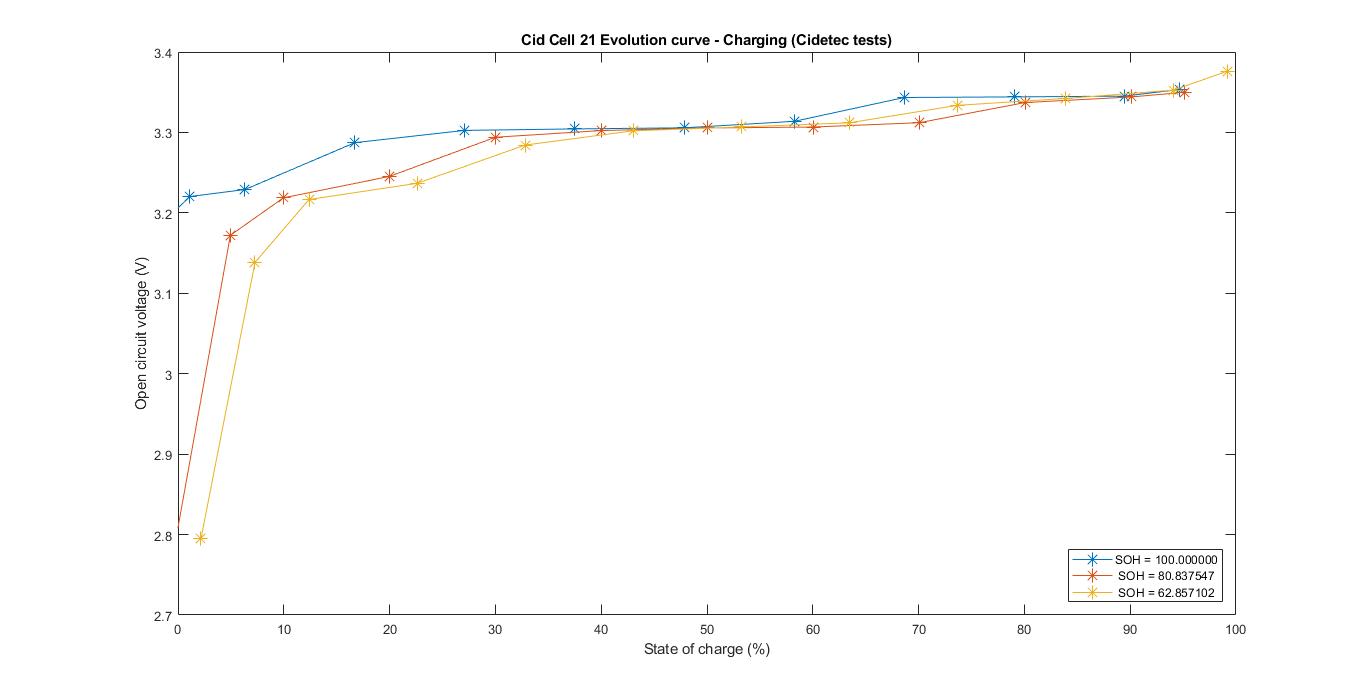 Cid Cell 21 Evolution curve - Charging (Cidetec tests)
3.4
3.3
3.2
3.1
3
2.9
2.8
2.7
Open circuit voltage (V)
0 10 20 30 40 50 60 70 80 90 100
State of charge (%)
SOH = 100.000000
SOH = 80.837547
SOH = 62.857102